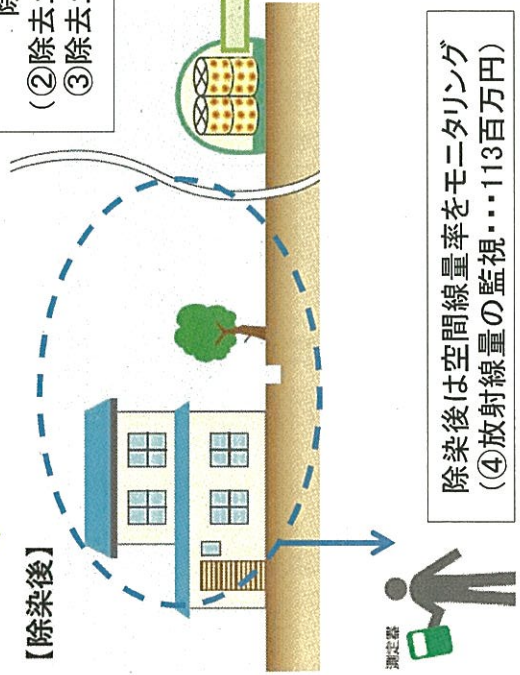 除
(②除去
③除去
【除染後】
測定器
除染後は空間線量率をモニタリング
(④放射線量の監視・・・113百万円)